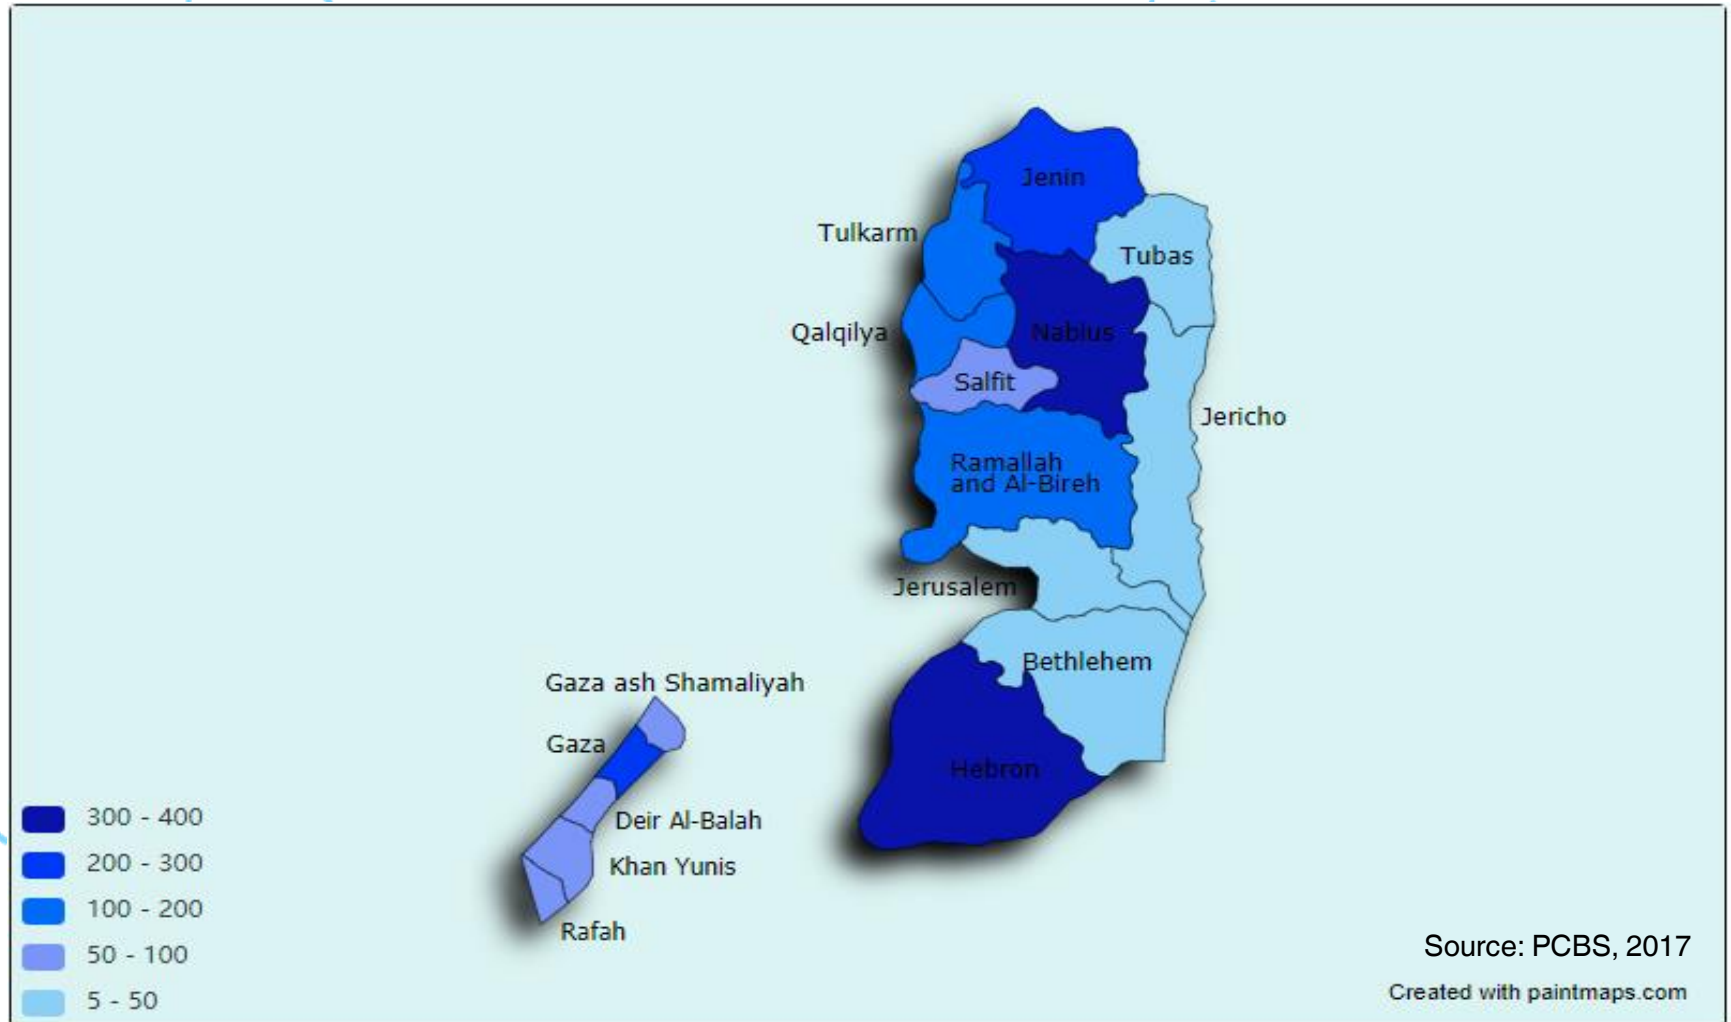 Jenin
Tulkarm
Tubas
Qalqilya
Nablus
Salfit
Jericho
Ramallah
and Al-Bireh
Jerusalem
Bethlehem
Gaza ash Shamaliyah
Gaza
Hebron
Deir Al-Balah
Khan Yunis
Rafah
300 - 400
200 - 300
100 - 200
50 - 100
5 - 50
Source: PCBS, 2017
Created with paintmaps.com